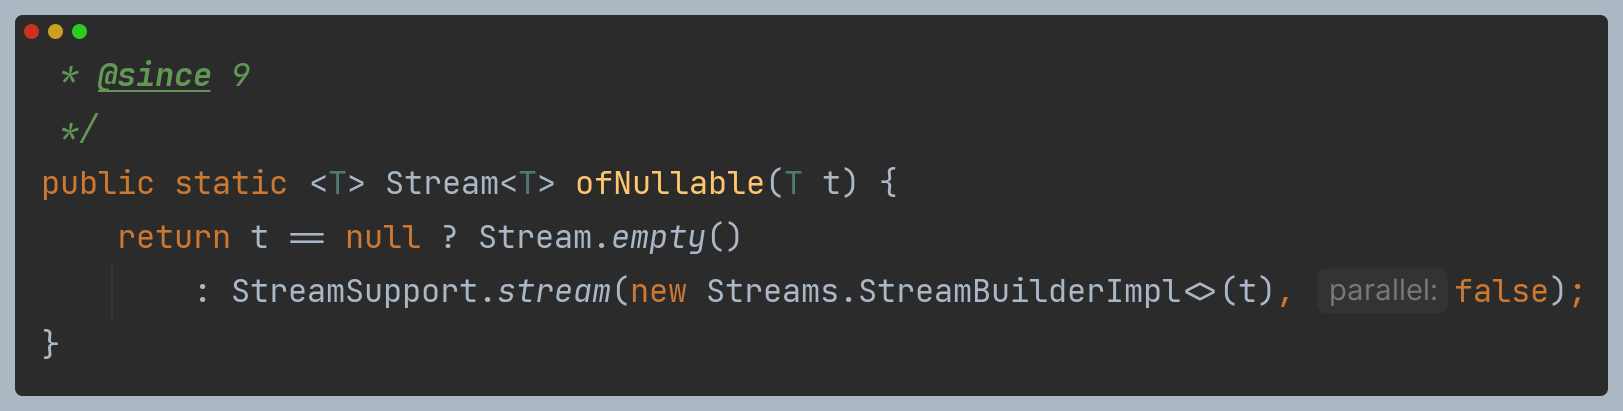 * @since 9
*/
public static <T> Stream<T> ofNullable(T t) {
return t == null ? Stream.empty()
: StreamSupport.stream(new Streams.StreamBuilderImpl<>(t), parallel: false);
}